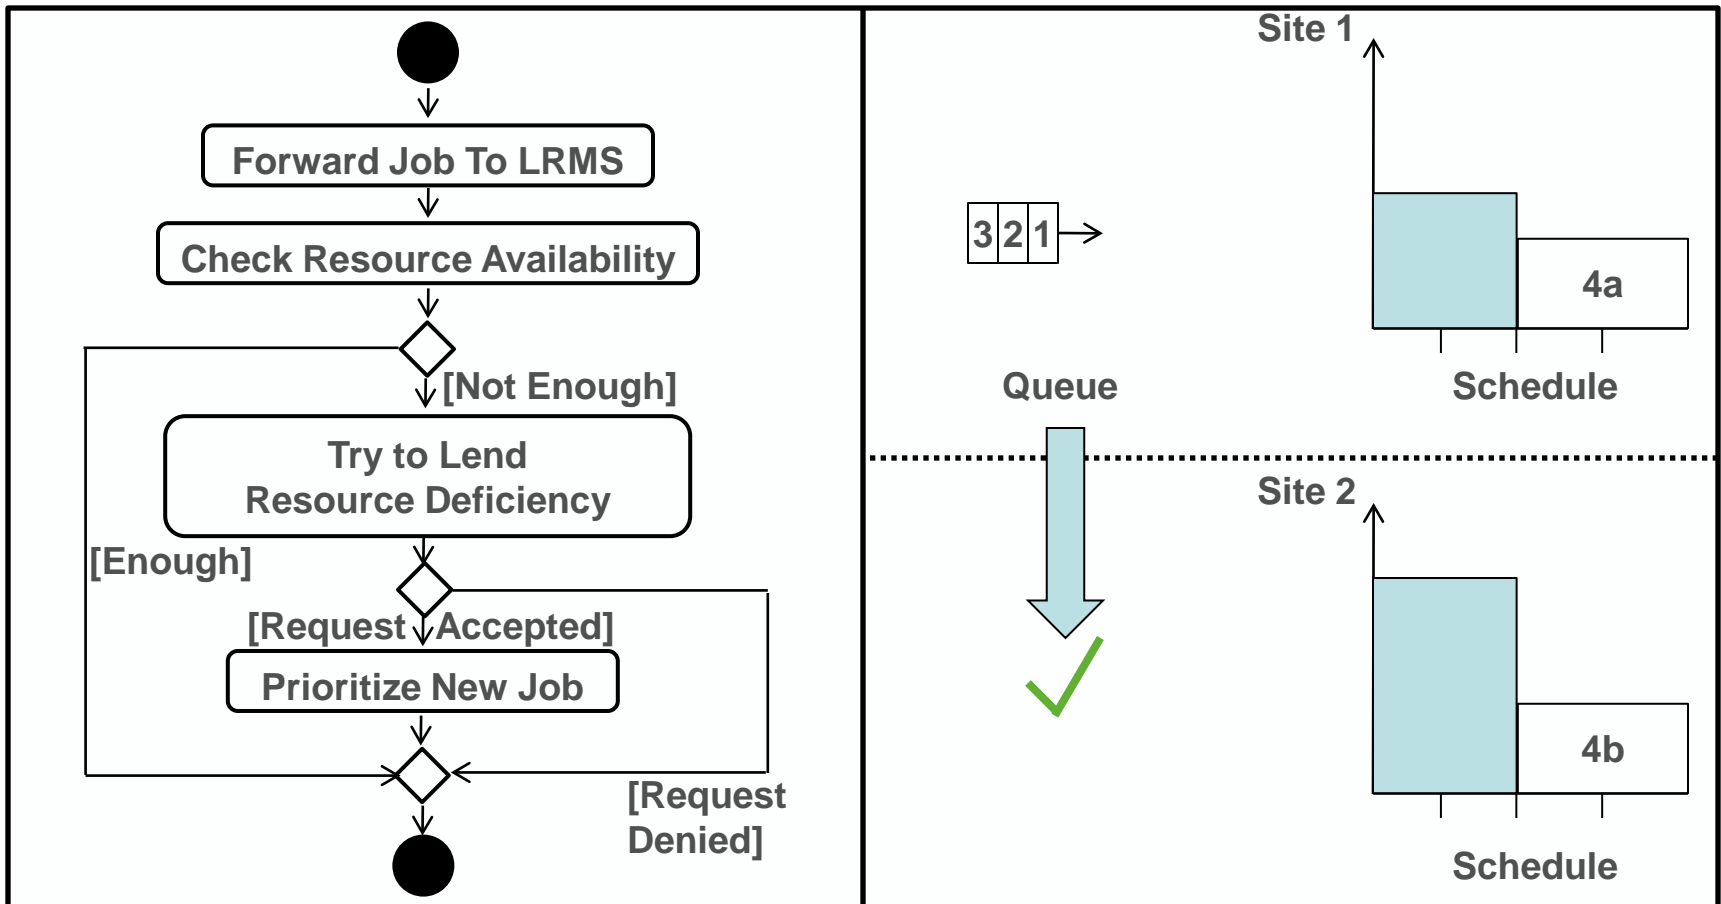 Forward Job To LRMS
Check Resource Availability
[Not Enough]
Try to Lend
Resource Deficiency
[Enough]
[Request Accepted]
Prioritize New Job
[Request
Denied]
Site 1
3 2 1
4a
Queue
Schedule
Site 2
4b
Schedule